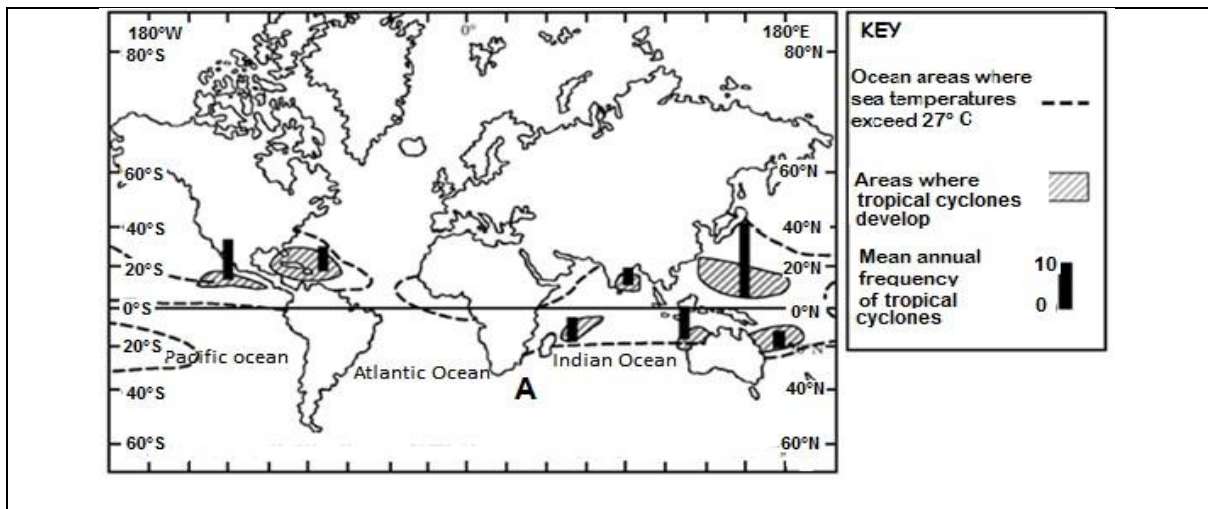 180°W
0°
180°E
80°S
80°N
60°S
60°N
40°S
40°N
20°S
20°N
0°S
0°N
20°S
Pacific ocean
Atlantic Ocean
Indian Ocean
A
40°S
40°N
60°S
60°N
KEY
Ocean areas where
sea temperatures
exceed 27° C
Areas where
tropical cyclones
develop
Mean annual
frequency
of tropical
cyclones
10
0